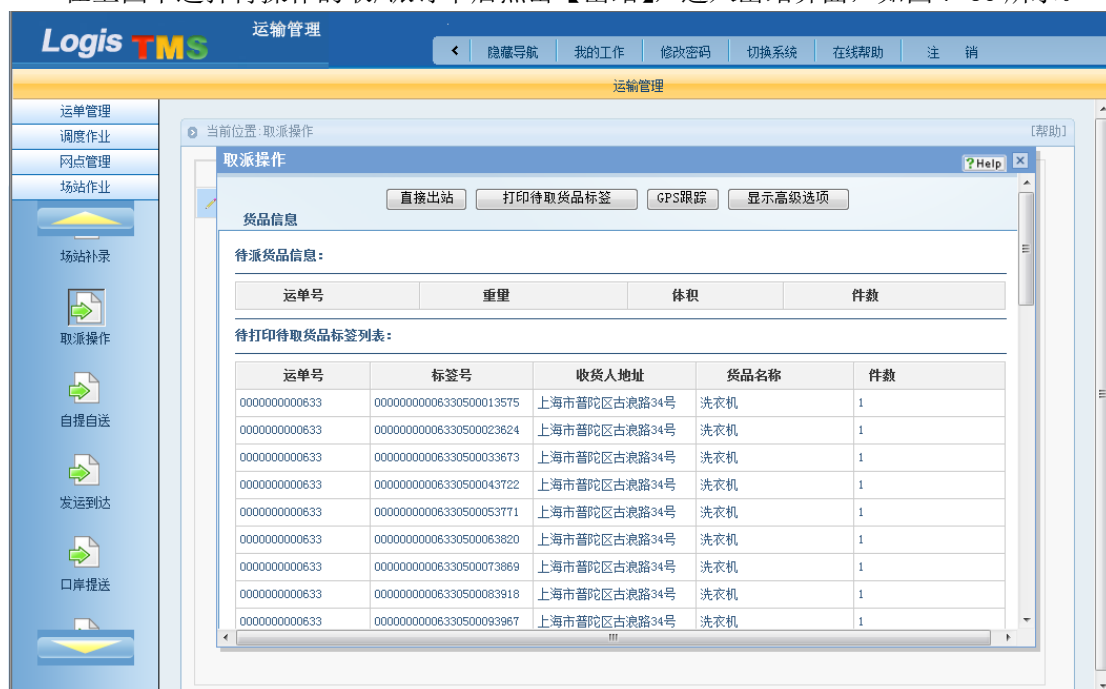 Logis TMS
运输管理
隐藏导航 我的工作 修改密码 切换系统 在线帮助 注 销
运输管理
运单管理
调度作业
网点管理
场站作业
场站补录
取派操作
自提自送
发运到达
口岸提送
当前位置:取派操作 [帮助]
取派操作 ?Help
直接出站 打印待取货品标签 GPS跟踪 显示高级选项
货品信息
待派货品信息:
运单号 重量 体积 件数
待打印待取货品标签列表:
运单号 标签号 收货人地址 货品名称 件数
0000000000633 00000000006330500013575 上海市普陀区古浪路34号 洗衣机 1
0000000000633 00000000006330500023624 上海市普陀区古浪路34号 洗衣机 1
0000000000633 00000000006330500033673 上海市普陀区古浪路34号 洗衣机 1
0000000000633 00000000006330500043722 上海市普陀区古浪路34号 洗衣机 1
0000000000633 00000000006330500053771 上海市普陀区古浪路34号 洗衣机 1
0000000000633 00000000006330500063820 上海市普陀区古浪路34号 洗衣机 1
0000000000633 00000000006330500073869 上海市普陀区古浪路34号 洗衣机 1
0000000000633 00000000006330500083918 上海市普陀区古浪路34号 洗衣机 1
0000000000633 00000000006330500093967 上海市普陀区古浪路34号 洗衣机 1